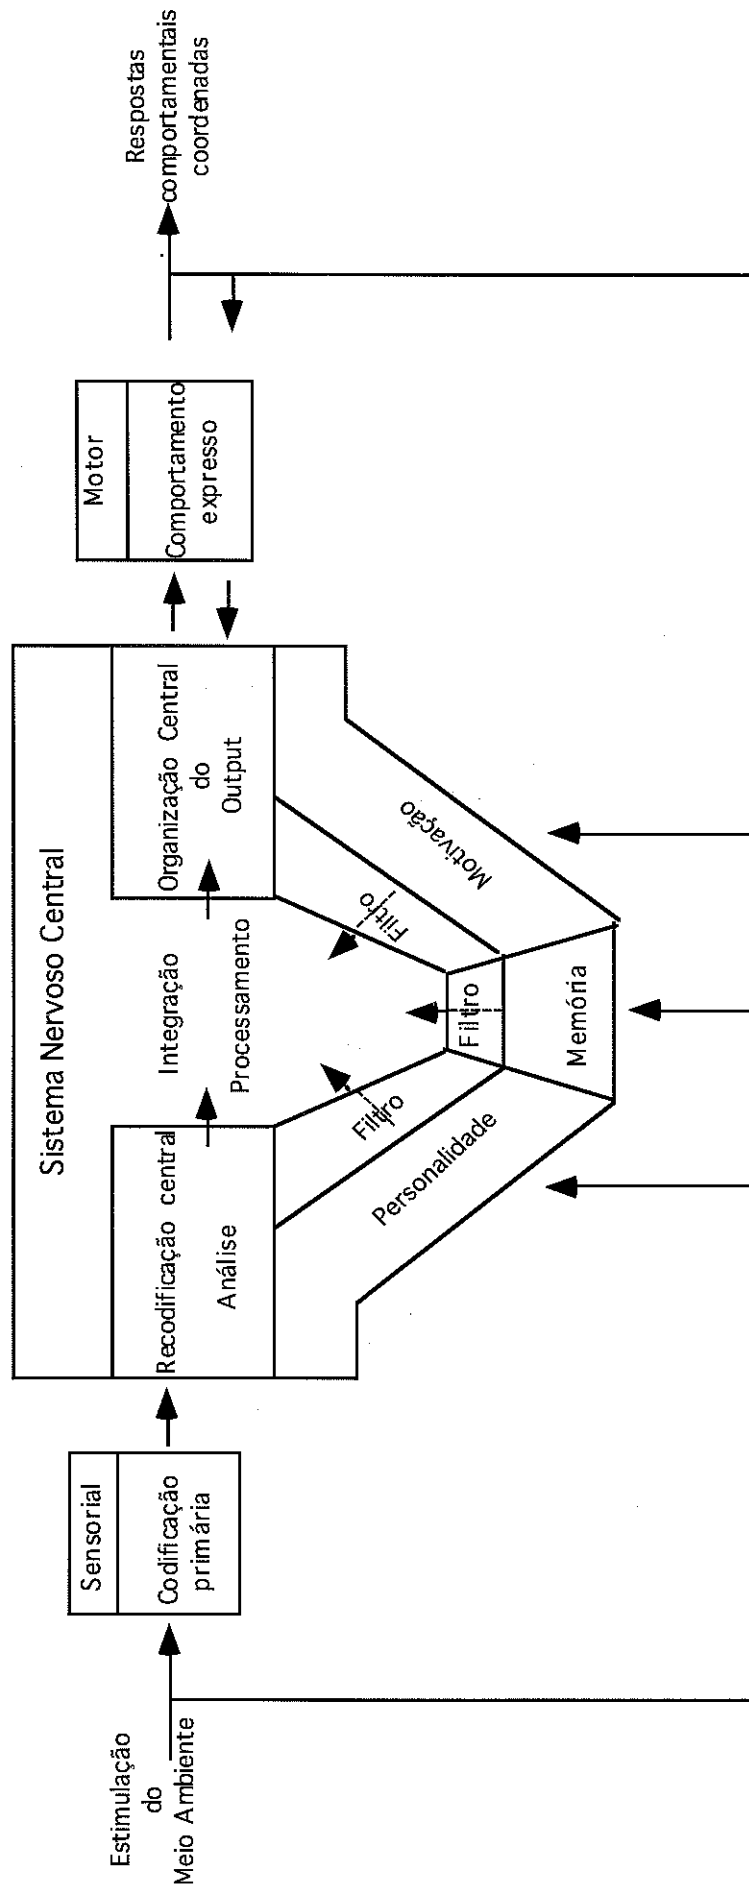 Estimulação
do
Meio Ambiente
Sensorial
Codificação
primária
Sistema Nervoso Central
Recodificação central
Análise
Integração
Processamento
Organização Central
do
Output
Filtro
Filtro
Filtro
Personalidade
Memória
Motivação
Motor
Comportamento
expresso
Respostas
comportamentais
coordenadas